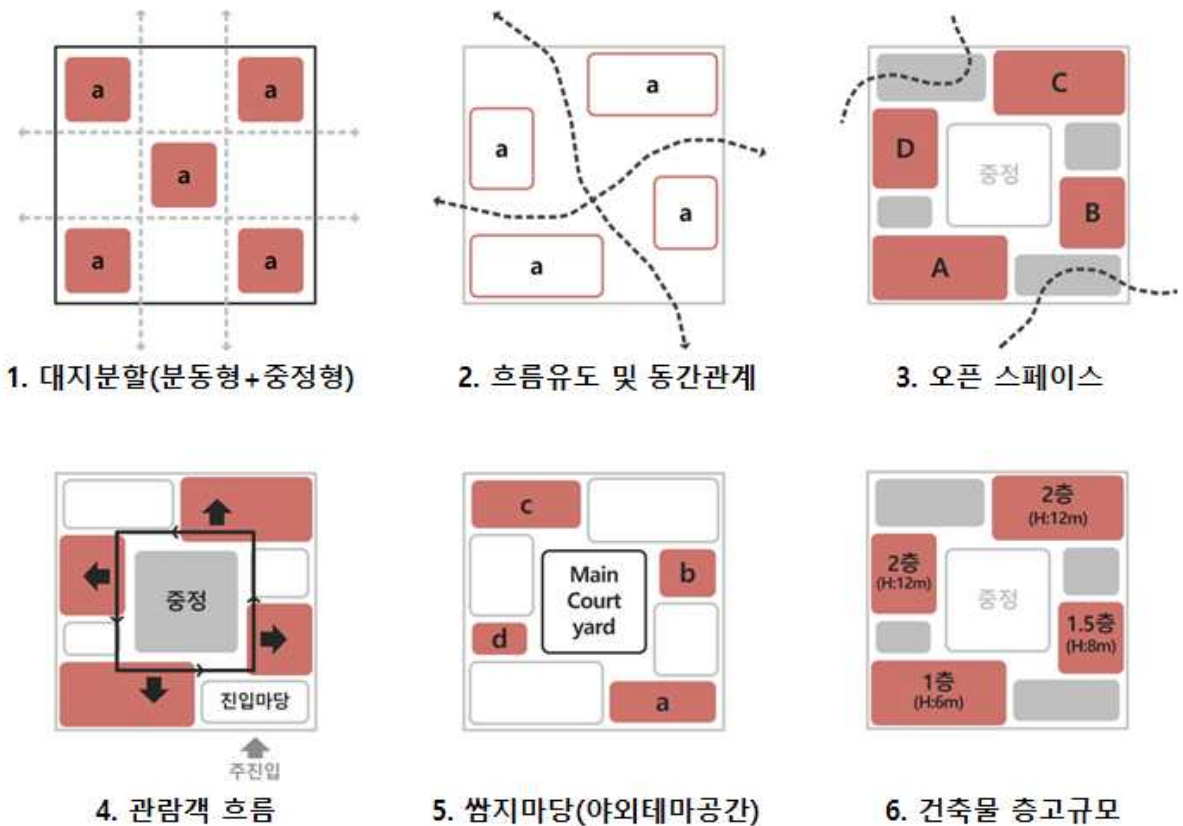 a
a
a
a
a
1. 대지분할(분동형+중정형)
a
a
a
a
2. 흐름유도 및 동간관계
C
D
중정
B
A
3. 오픈 스페이스
중정
진입마당
주진입
4. 관람객 흐름
c
b
Main
Court
yard
d
a
5. 쌈지마당(야외테마공간)
2층
(H:12m)
2층
(H:12m)
중정
1.5층
(H:8m)
1층
(H:6m)
6. 건축물 층고규모